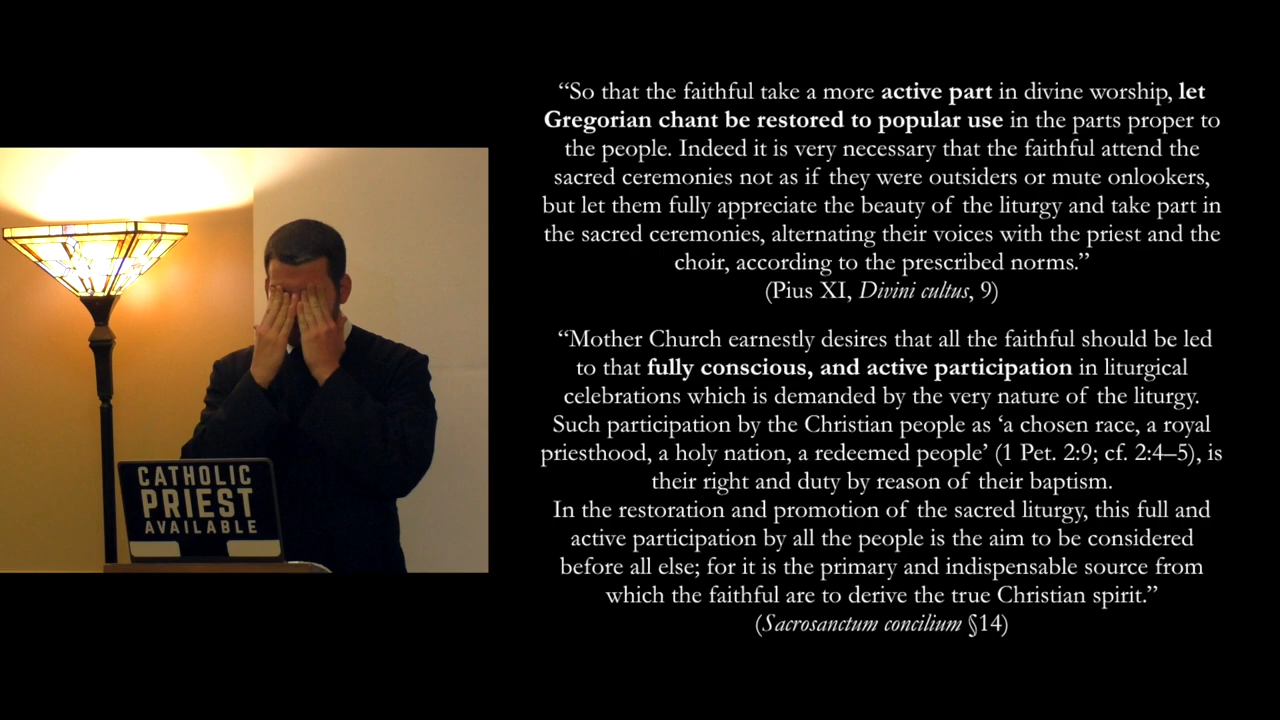 CATHOLIC
PRIEST
AVAILABLE
“So that the faithful take a more active part in divine worship, let
Gregorian chant be restored to popular use in the parts proper to
the people. Indeed it is very necessary that the faithful attend the
sacred ceremonies not as if they were outsiders or mute onlookers,
but let them fully appreciate the beauty of the liturgy and take part in
the sacred ceremonies, alternating their voices with the priest and the
choir, according to the prescribed norms.”
(Pius XI, Divini cultus, 9)
“Mother Church earnestly desires that all the faithful should be led
to that fully conscious, and active participation in liturgical
celebrations which is demanded by the very nature of the liturgy.
Such participation by the Christian people as ‘a chosen race, a royal
priesthood, a holy nation, a redeemed people’ (1 Pet. 2:9; cf. 2:4–5), is
their right and duty by reason of their baptism.
In the restoration and promotion of the sacred liturgy, this full and
active participation by all the people is the aim to be considered
before all else; for it is the primary and indispensable source from
which the faithful are to derive the true Christian spirit.”
(Sacrosanctum concilium §14)